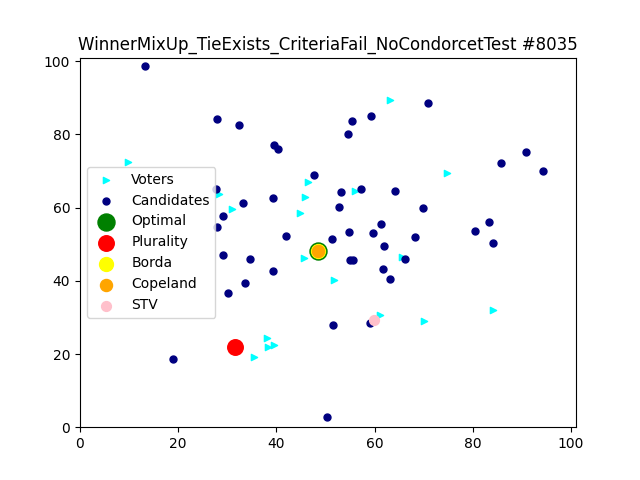 WinnerMixUp_TieExists_CriteriaFail_NoCondorcetTest #8035
100
80
60
40
20
0
Voters
Candidates
Optimal
Plurality
Borda
Copeland
STV
0 20 40 60 80 100